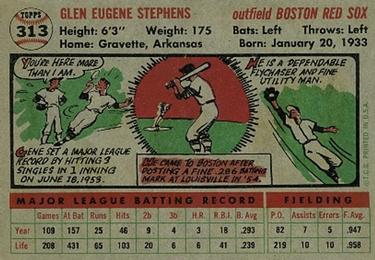 TOPPS
313
GLEN EUGENE STEPHENS
outfield BOSTON RED SOX
Height: 6'3" Weight: 175
Bats: Left Throws: Left
Home: Gravette, Arkansas
Born: January 20, 1933
YOU'RE HERE MORE THAN I AM.
GENE SET A MAJOR LEAGUE
RECORD BY HITTING 3
SINGLES IN 1 INNING
ON JUNE 18, 1953.
HE CAME TO BOSTON AFTER
POSTING A FINE .286 BATTING
MARK AT LOUISVILLE IN '54.
HE IS A DEPENDABLE
FLYCHASER AND FINE
UTILITY MAN.
© T.C.G. PRINTED IN U.S.A.
MAJOR LEAGUE BATTING RECORD
FIELDING
Games At Bat Runs Hits 2b 3b H.R. R.B.I. B. Avg. P.O. Assists Errors F. Avg.
Year 109 157 25 46 9 4 3 18 .293 82 7 5 .947
Life 208 431 65 103 20 6 6 39 .239 219 10 10 .958